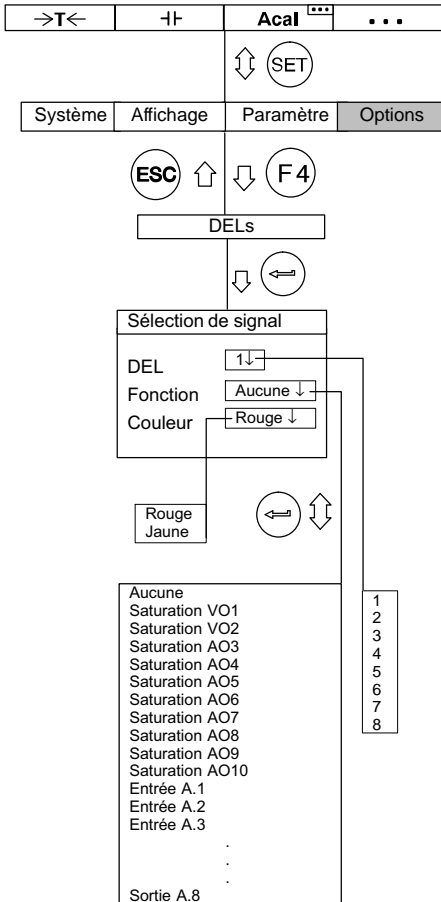 →T← ⊣⊢ Acal ...
SET
Système Affichage Paramètre Options
ESC F4
DELs
Sélection de signal
DEL 1↓
Fonction Aucune ↓
Couleur Rouge ↓
Rouge
Jaune
Aucune
Saturation VO1
Saturation VO2
Saturation AO3
Saturation AO4
Saturation AO5
Saturation AO6
Saturation AO7
Saturation AO8
Saturation AO9
Saturation AO10
Entrée A.1
Entrée A.2
Entrée A.3
.
.
.
Sortie A.8
1
2
3
4
5
6
7
8